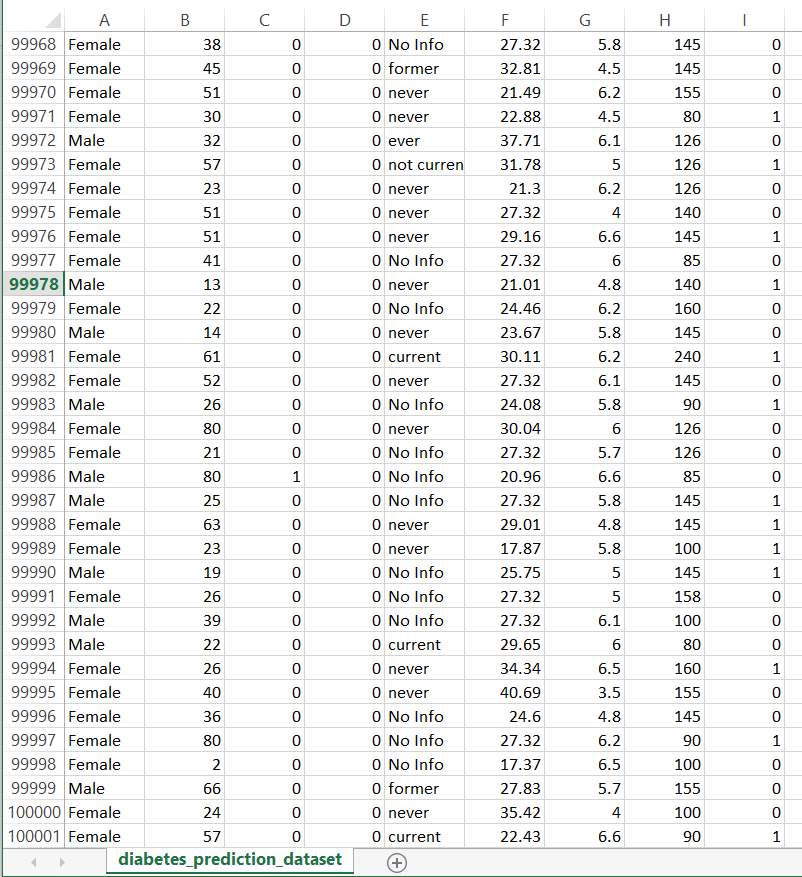 A B C D E F G H I
99968 Female 38 0 0 No Info 27.32 5.8 145 0
99969 Female 45 0 0 former 32.81 4.5 145 0
99970 Female 51 0 0 never 21.49 6.2 155 0
99971 Female 30 0 0 never 22.88 4.5 80 1
99972 Male 32 0 0 ever 37.71 6.1 126 0
99973 Female 57 0 0 not curren 31.78 5 126 1
99974 Female 23 0 0 never 21.3 6.2 126 0
99975 Female 51 0 0 never 27.32 4 140 0
99976 Female 51 0 0 never 29.16 6.6 145 1
99977 Female 41 0 0 No Info 27.32 6 85 0
99978 Male 13 0 0 never 21.01 4.8 140 1
99979 Female 22 0 0 No Info 24.46 6.2 160 0
99980 Male 14 0 0 never 23.67 5.8 145 0
99981 Female 61 0 0 current 30.11 6.2 240 1
99982 Female 52 0 0 never 27.32 6.1 145 0
99983 Male 26 0 0 No Info 24.08 5.8 90 1
99984 Female 80 0 0 never 30.04 6 126 0
99985 Female 21 0 0 No Info 27.32 5.7 126 0
99986 Male 80 1 0 No Info 20.96 6.6 85 0
99987 Male 25 0 0 No Info 27.32 5.8 145 1
99988 Female 63 0 0 never 29.01 4.8 145 1
99989 Female 23 0 0 never 17.87 5.8 100 1
99990 Male 19 0 0 No Info 25.75 5 145 1
99991 Female 26 0 0 No Info 27.32 5 158 0
99992 Male 39 0 0 No Info 27.32 6.1 100 0
99993 Male 22 0 0 current 29.65 6 80 0
99994 Female 26 0 0 never 34.34 6.5 160 1
99995 Female 40 0 0 never 40.69 3.5 155 0
99996 Female 36 0 0 No Info 24.6 4.8 145 0
99997 Female 80 0 0 No Info 27.32 6.2 90 1
99998 Female 2 0 0 No Info 17.37 6.5 100 0
99999 Male 66 0 0 former 27.83 5.7 155 0
100000 Female 24 0 0 never 35.42 4 100 0
100001 Female 57 0 0 current 22.43 6.6 90 1
diabetes_prediction_dataset